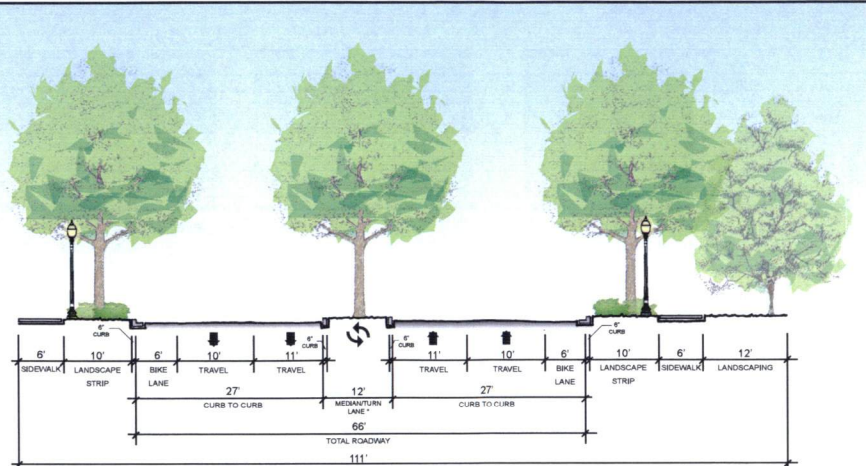 6" CURB
6" CURB
6" CURB
6" CURB
6' 10' 6' 10' 11' 11' 10' 6' 10' 6' 12'
SIDEWALK LANDSCAPE STRIP BIKE LANE TRAVEL TRAVEL TRAVEL TRAVEL BIKE LANE LANDSCAPE STRIP SIDEWALK LANDSCAPING
27' 12' 27'
CURB TO CURB MEDIAN/TURN LANE * CURB TO CURB
66'
TOTAL ROADWAY
111'